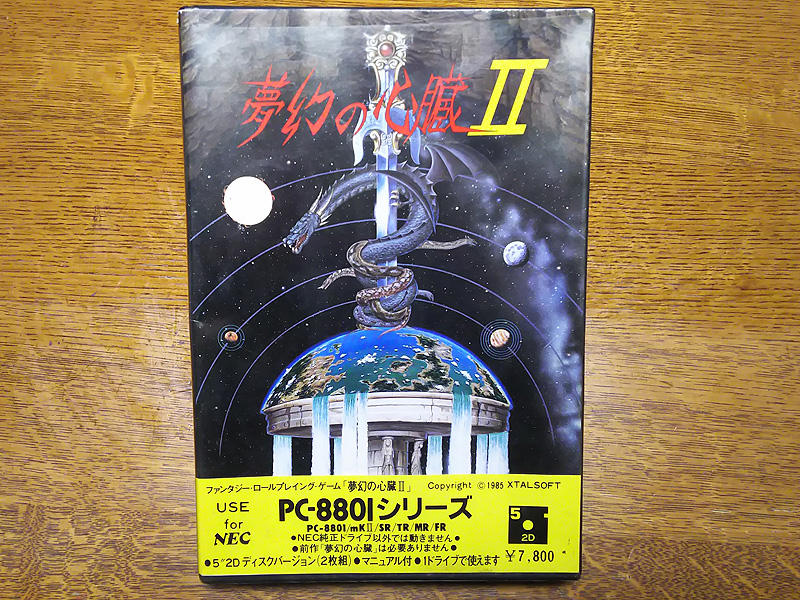 夢幻の心臓II
ファンタジー・ロールプレイング・ゲーム「夢幻の心臓II」 Copyright ©1985 XTALSOFT
USE
for
NEC
PC-8801シリーズ
PC-8801/mKII/SR/TR/MR/FR
●NEC純正ドライブ以外では動きません●
●前作「夢幻の心臓」は必要ありません●
●5"2Dディスクバージョン(2枚組)●マニュアル付●1ドライブで使えます
5
2D
¥7,800